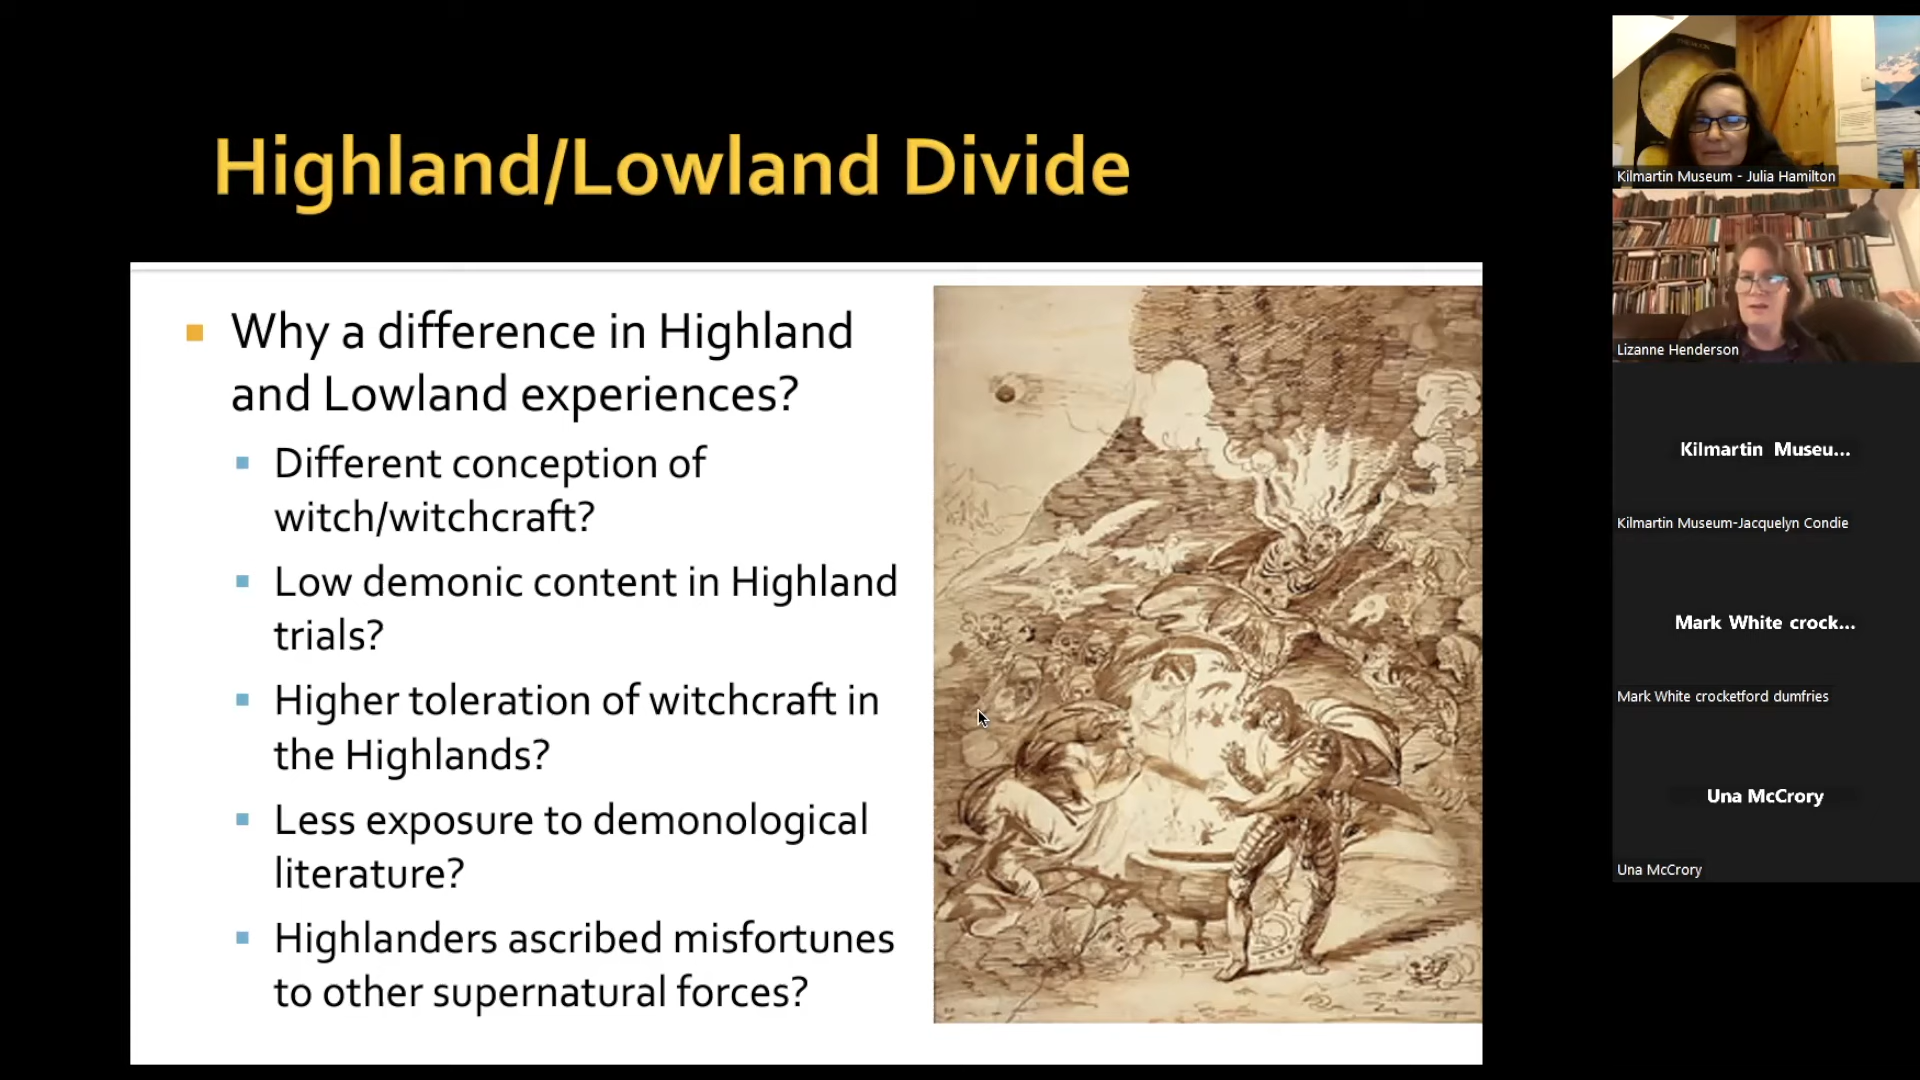 Highland/Lowland Divide
Why a difference in Highland
and Lowland experiences?
Different conception of
witch/witchcraft?
Low demonic content in Highland
trials?
Higher toleration of witchcraft in
the Highlands?
Less exposure to demonological
literature?
Highlanders ascribed misfortunes
to other supernatural forces?
Kilmartin Museum - Julia Hamilton
Lizanne Henderson
Kilmartin Museu...
Kilmartin Museum-Jacquelyn Condie
Mark White crock...
Mark White crocketford dumfries
Una McCrory
Una McCrory